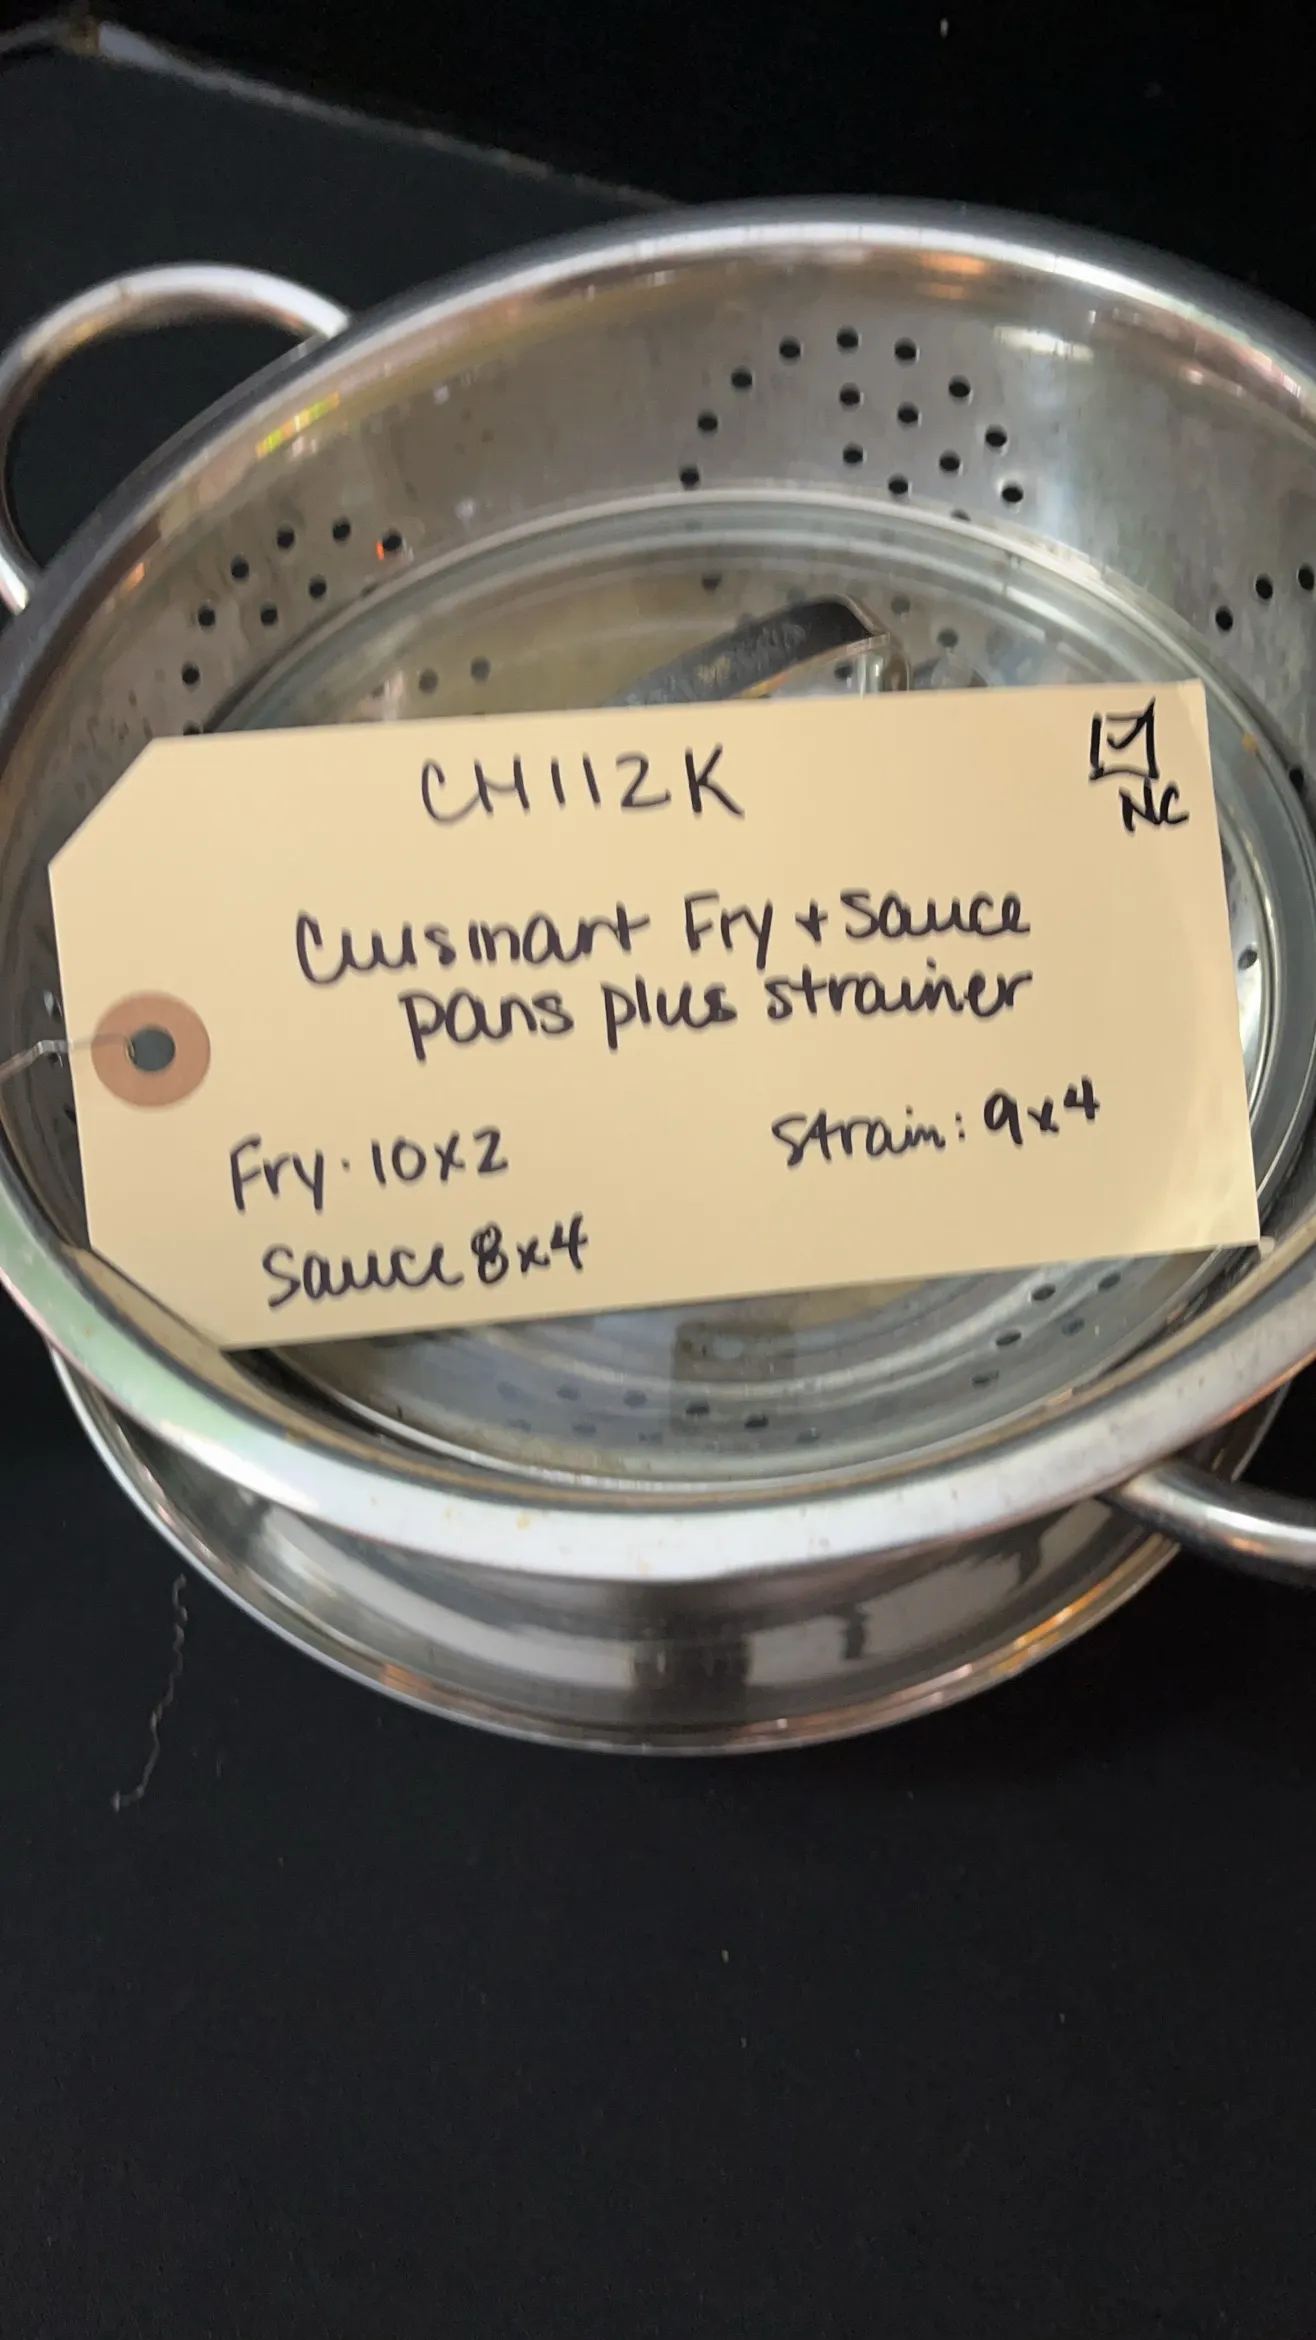 CH112K
NC
Cuisinart Fry + Sauce
pans plus strainer
Fry. 10x2
Strain: 9x4
Sauce 8x4